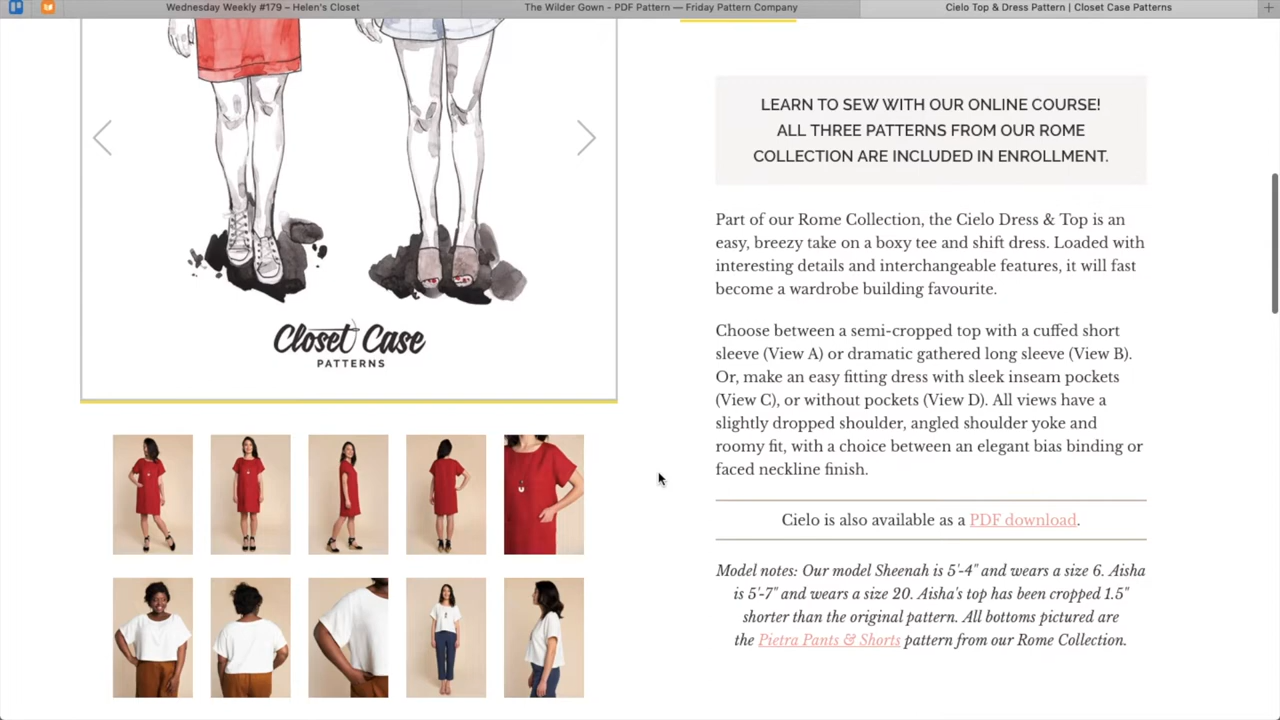 Wednesday Weekly #179 – Helen's Closet
The Wilder Gown - PDF Pattern — Friday Pattern Company
Cielo Top & Dress Pattern | Closet Case Patterns
LEARN TO SEW WITH OUR ONLINE COURSE!
ALL THREE PATTERNS FROM OUR ROME
COLLECTION ARE INCLUDED IN ENROLLMENT.
Part of our Rome Collection, the Cielo Dress & Top is an
easy, breezy take on a boxy tee and shift dress. Loaded with
interesting details and interchangeable features, it will fast
become a wardrobe building favourite.
Choose between a semi-cropped top with a cuffed short
sleeve (View A) or dramatic gathered long sleeve (View B).
Or, make an easy fitting dress with sleek inseam pockets
(View C), or without pockets (View D). All views have a
slightly dropped shoulder, angled shoulder yoke and
roomy fit, with a choice between an elegant bias binding or
faced neckline finish.
Cielo is also available as a PDF download.
Model notes: Our model Sheenah is 5'-4" and wears a size 6. Aisha
is 5'-7" and wears a size 20. Aisha's top has been cropped 1.5"
shorter than the original pattern. All bottoms pictured are
the Pietra Pants & Shorts pattern from our Rome Collection.
Closet Case
PATTERNS